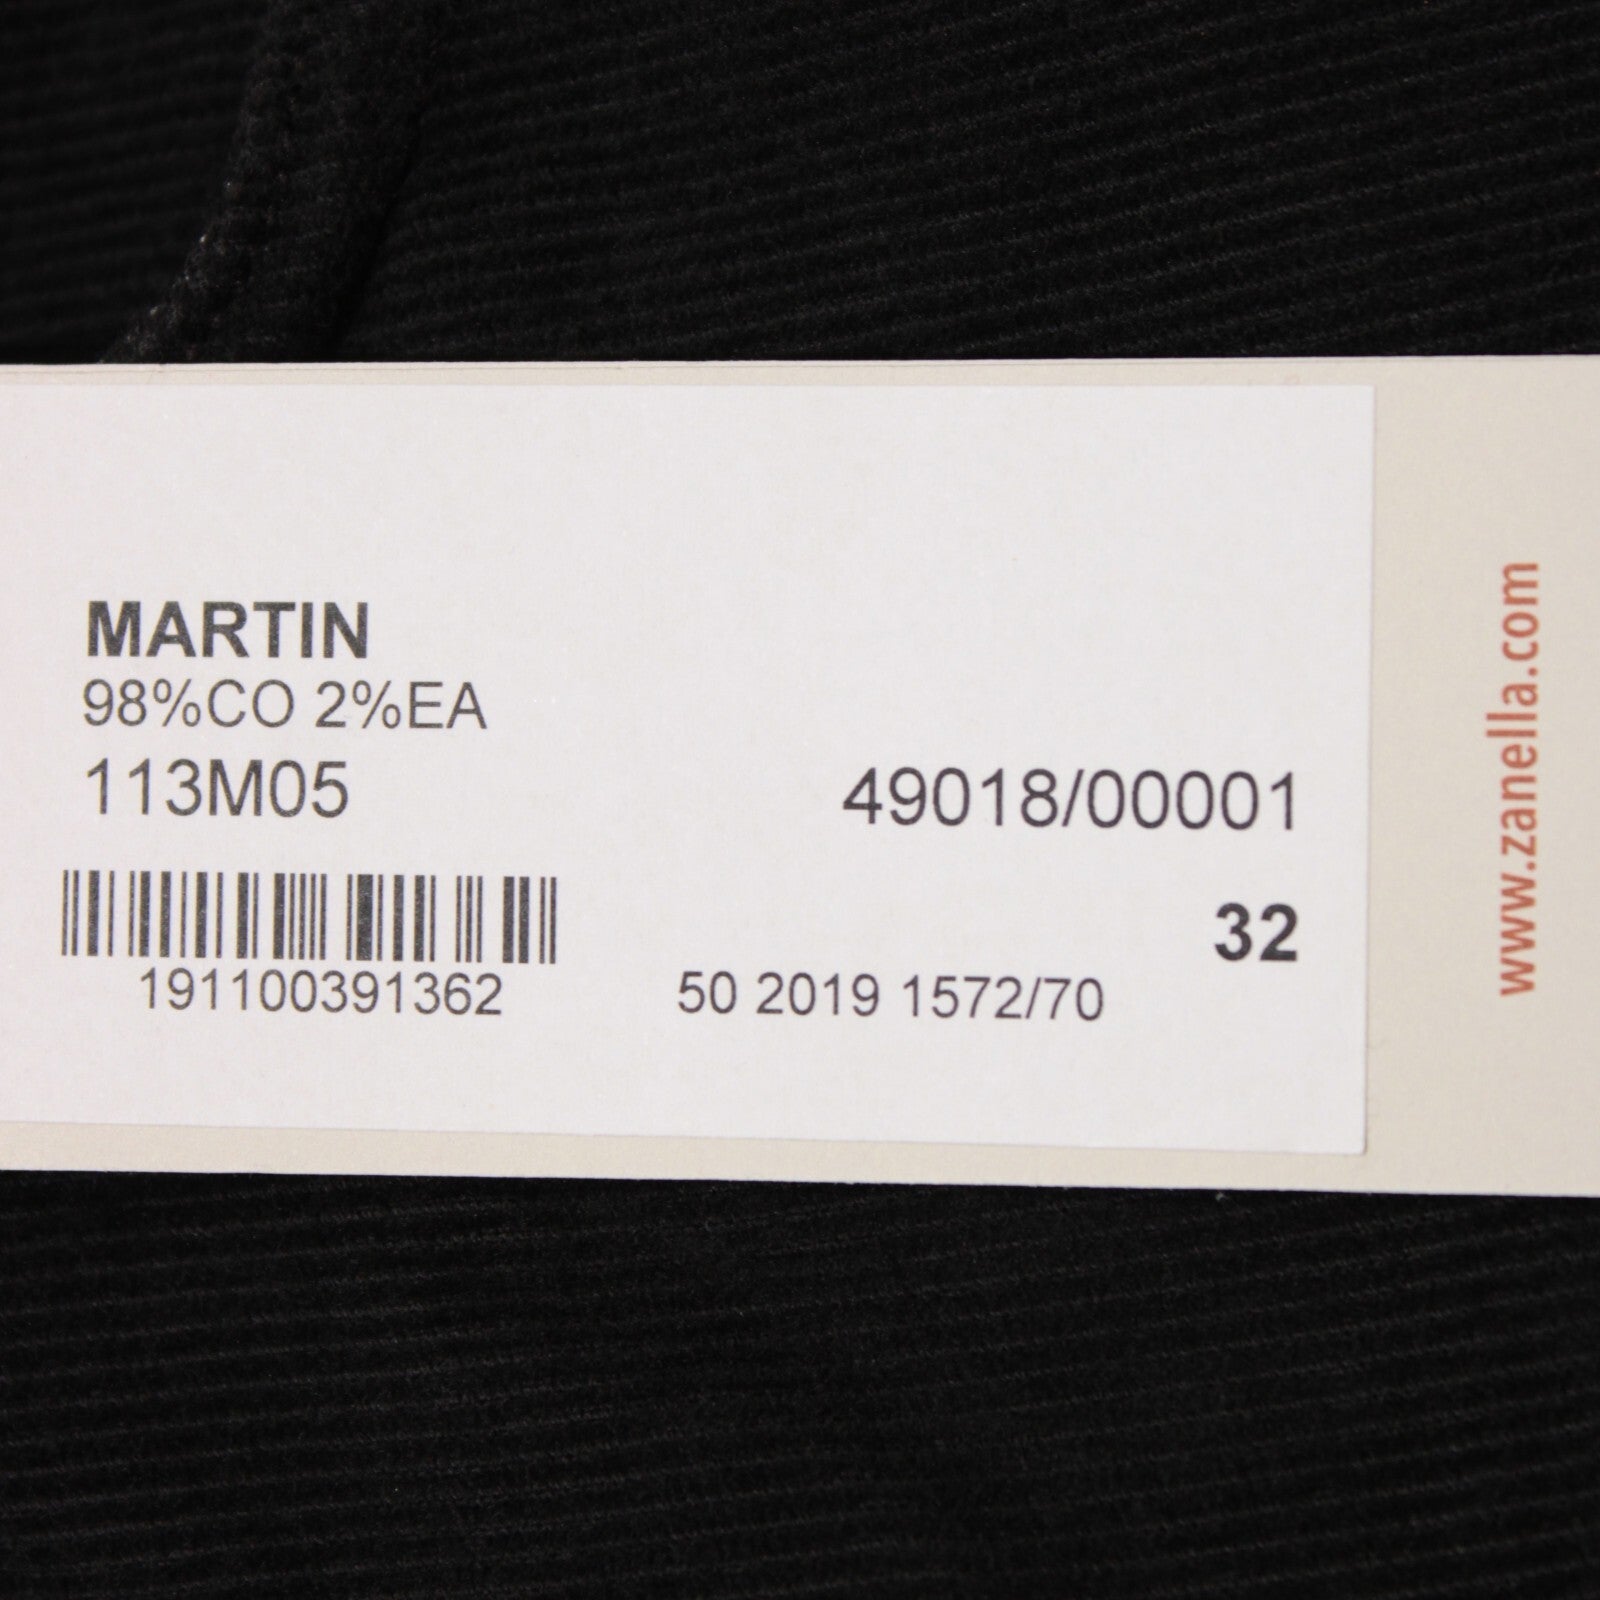 MARTIN
98%CO 2%EA
113M05
49018/00001
32
191100391362
50 2019 1572/70
www.zanella.com